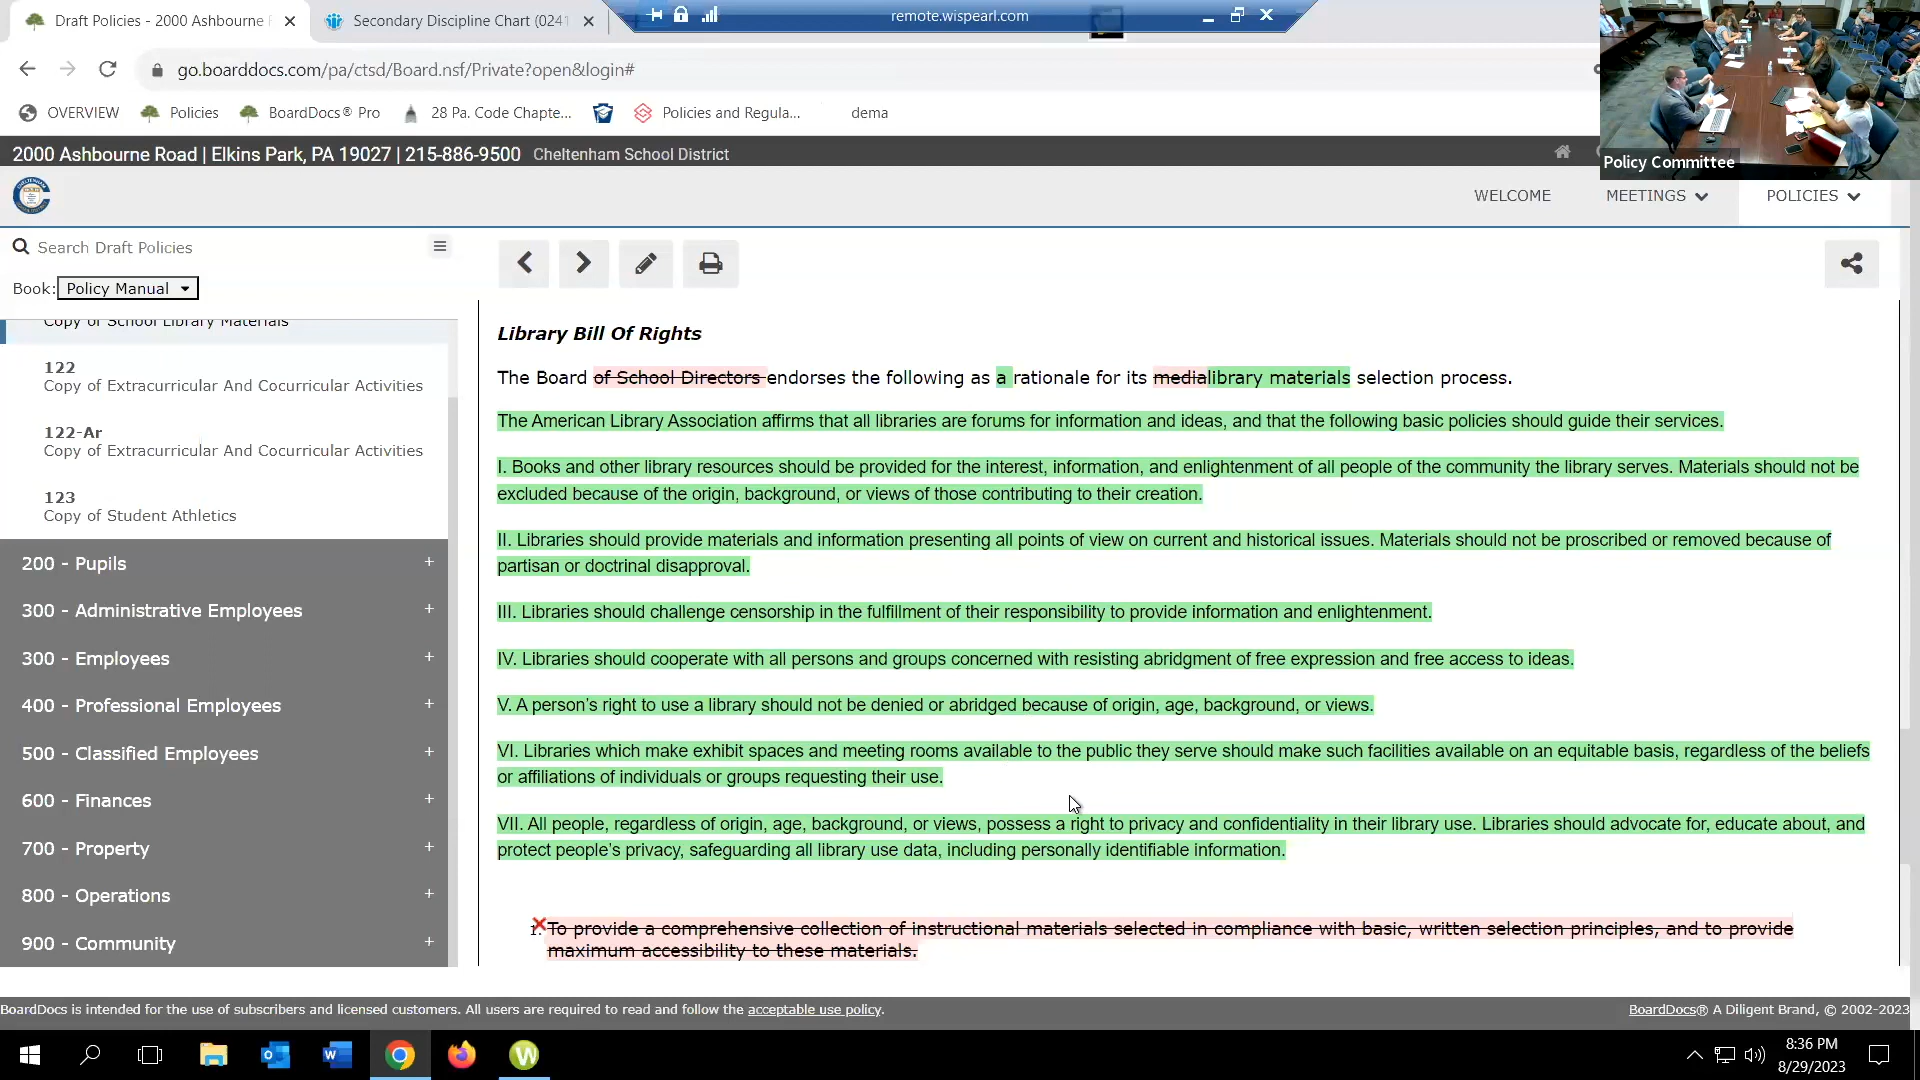 Draft Policies - 2000 Ashbourne
Secondary Discipline Chart (0241
remote.wispearl.com
go.boarddocs.com/pa/ctsd/Board.nsf/Private?open&login#
OVERVIEW Policies BoardDocs® Pro 28 Pa. Code Chapte... Policies and Regula... dema
2000 Ashbourne Road | Elkins Park, PA 19027 | 215-886-9500 Cheltenham School District
Policy Committee
WELCOME MEETINGS POLICIES
Search Draft Policies
Book: Policy Manual
Copy of School Library Materials
122
Copy of Extracurricular And Cocurricular Activities
122-Ar
Copy of Extracurricular And Cocurricular Activities
123
Copy of Student Athletics
200 - Pupils +
300 - Administrative Employees +
300 - Employees +
400 - Professional Employees +
500 - Classified Employees +
600 - Finances +
700 - Property +
800 - Operations +
900 - Community +
Library Bill Of Rights
The Board of School Directors endorses the following as a rationale for its medialibrary materials selection process.
The American Library Association affirms that all libraries are forums for information and ideas, and that the following basic policies should guide their services.
I. Books and other library resources should be provided for the interest, information, and enlightenment of all people of the community the library serves. Materials should not be
excluded because of the origin, background, or views of those contributing to their creation.
II. Libraries should provide materials and information presenting all points of view on current and historical issues. Materials should not be proscribed or removed because of
partisan or doctrinal disapproval.
III. Libraries should challenge censorship in the fulfillment of their responsibility to provide information and enlightenment.
IV. Libraries should cooperate with all persons and groups concerned with resisting abridgment of free expression and free access to ideas.
V. A person's right to use a library should not be denied or abridged because of origin, age, background, or views.
VI. Libraries which make exhibit spaces and meeting rooms available to the public they serve should make such facilities available on an equitable basis, regardless of the beliefs
or affiliations of individuals or groups requesting their use.
VII. All people, regardless of origin, age, background, or views, possess a right to privacy and confidentiality in their library use. Libraries should advocate for, educate about, and
protect people's privacy, safeguarding all library use data, including personally identifiable information.
1. To provide a comprehensive collection of instructional materials selected in compliance with basic, written selection principles, and to provide
maximum accessibility to these materials.
BoardDocs is intended for the use of subscribers and licensed customers. All users are required to read and follow the acceptable use policy.
BoardDocs® A Diligent Brand, © 2002-2023
8:36 PM
8/29/2023